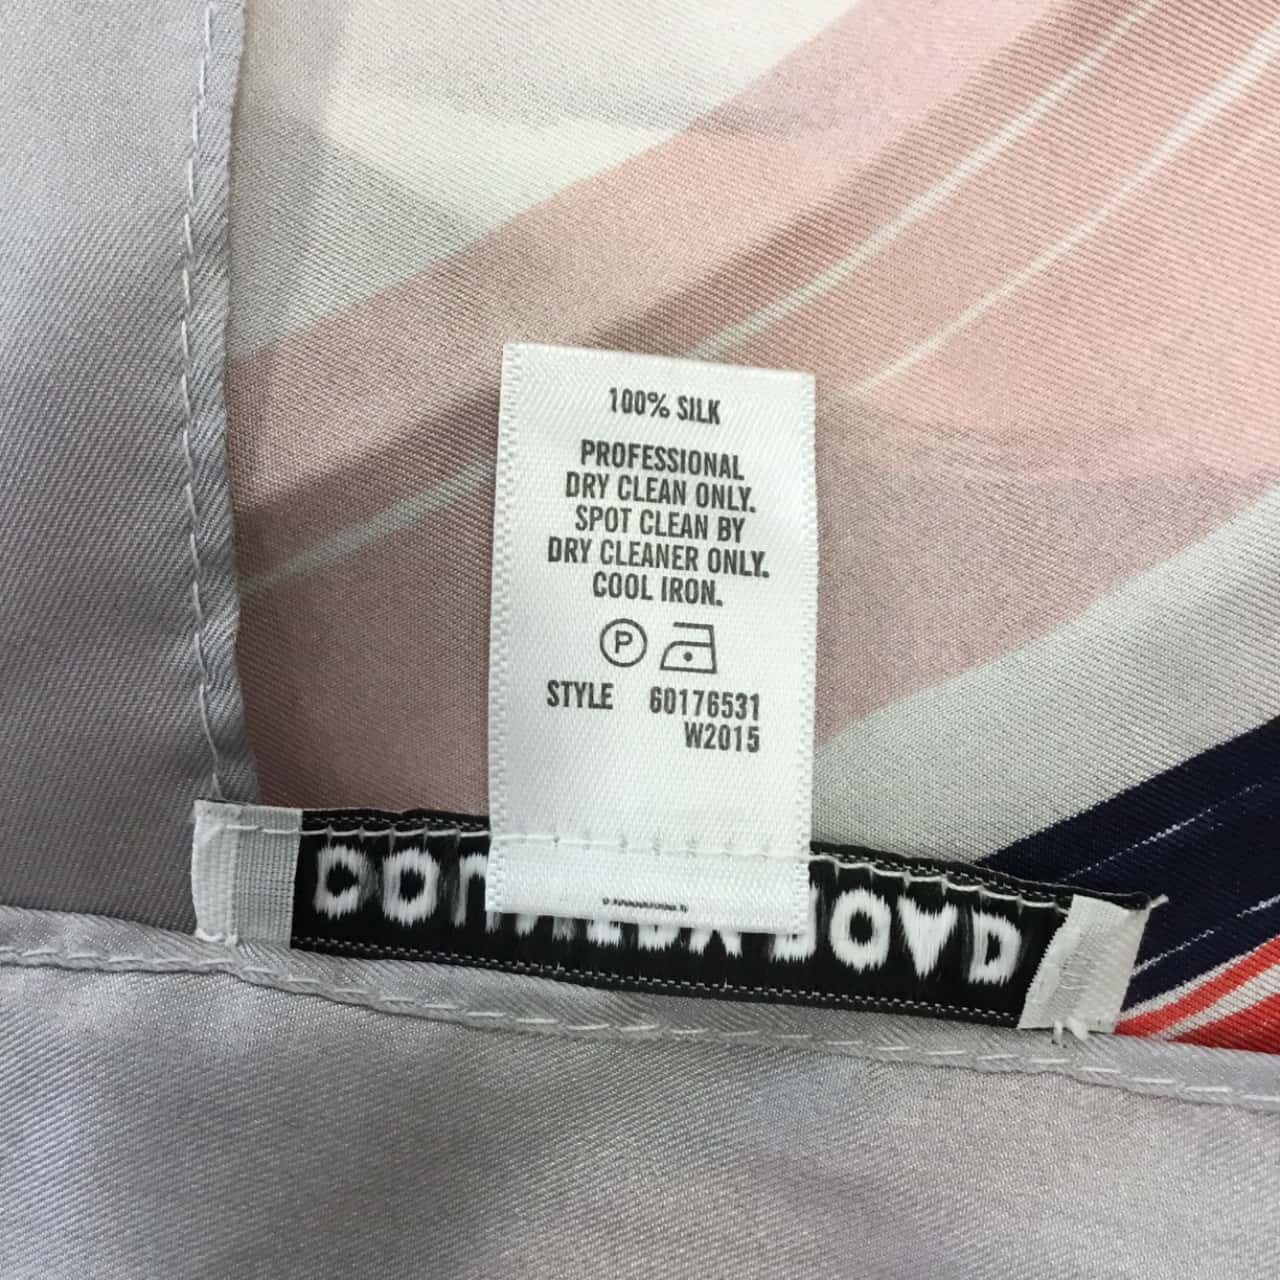 100% SILK
PROFESSIONAL
DRY CLEAN ONLY.
SPOT CLEAN BY
DRY CLEANER ONLY.
COOL IRON.
P
STYLE 60176531
W2015